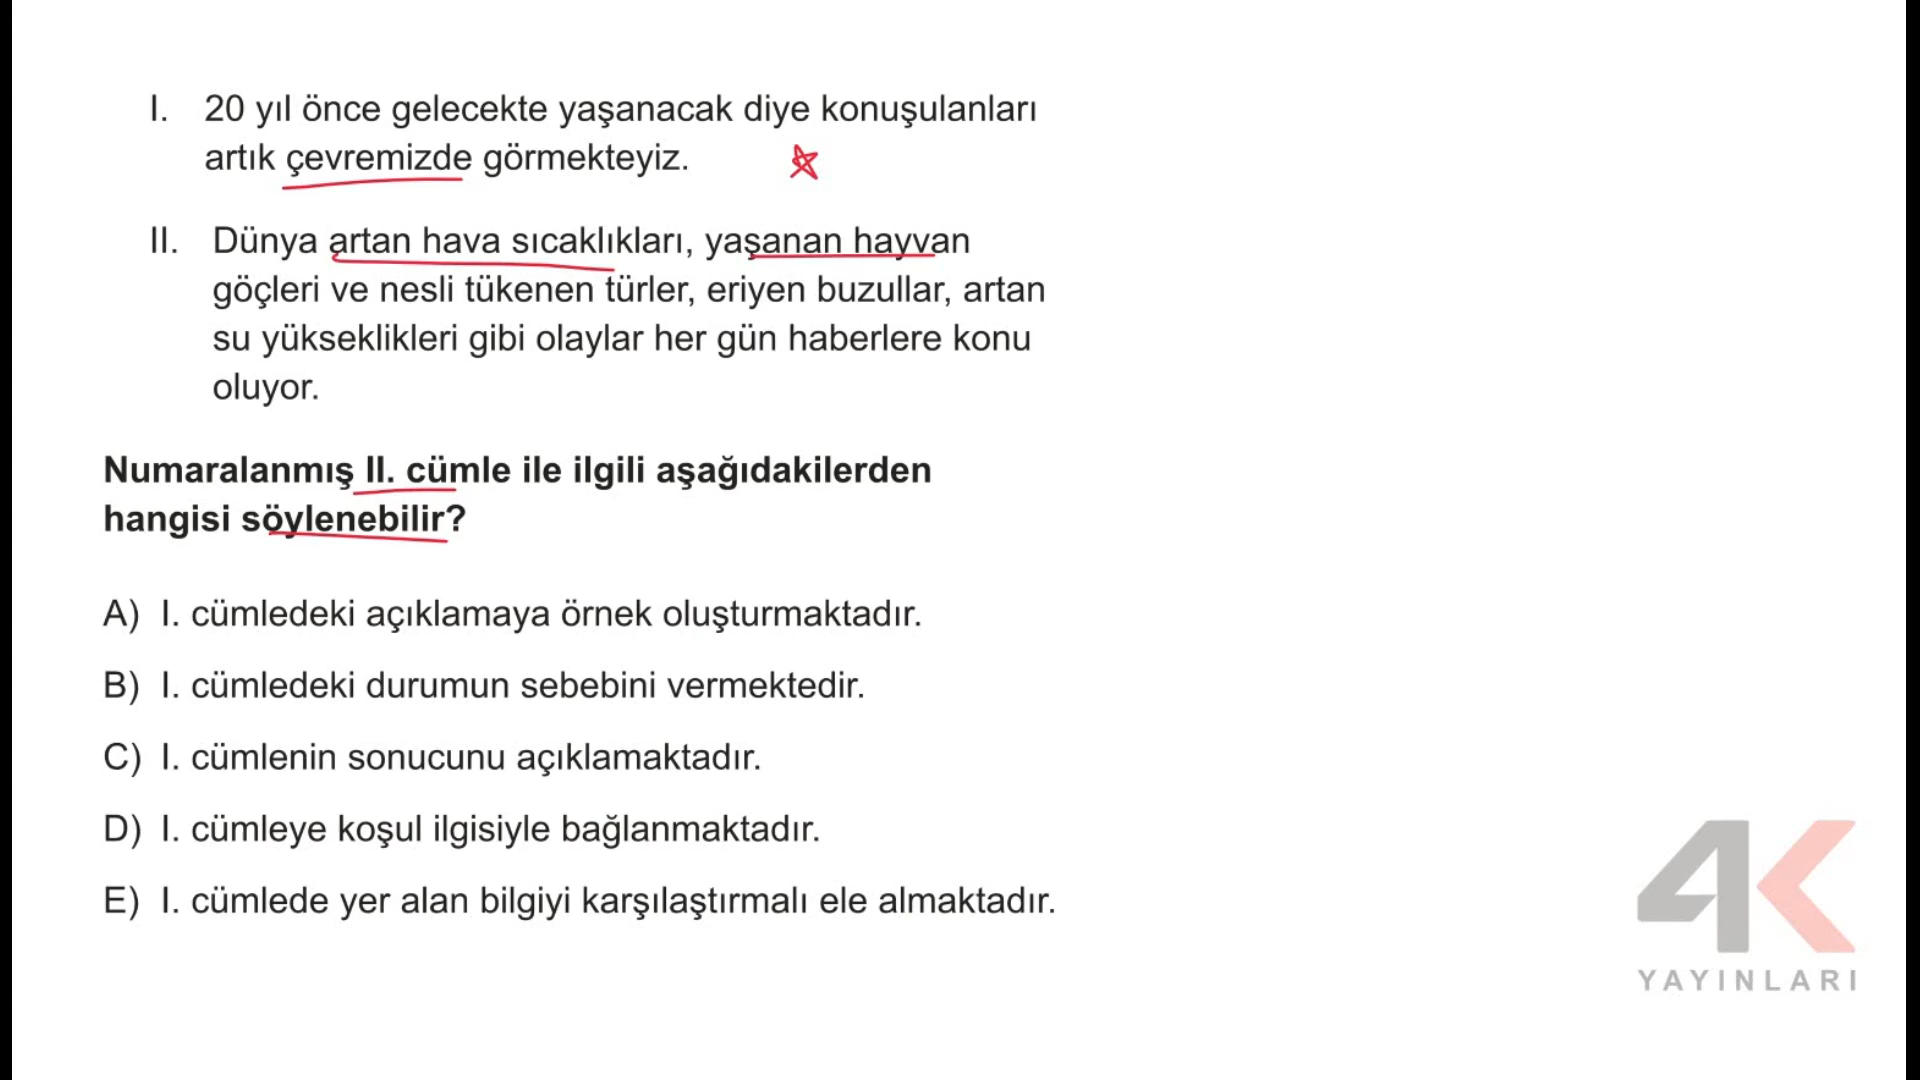 I. 20 yıl önce gelecekte yaşanacak diye konuşulanları
artık çevremizde görmekteyiz.
II. Dünya artan hava sıcaklıkları, yaşanan hayvan
göçleri ve nesli tükenen türler, eriyen buzullar, artan
su yükseklikleri gibi olaylar her gün haberlere konu
oluyor.
Numaralanmış II. cümle ile ilgili aşağıdakilerden
hangisi söylenebilir?
A) I. cümledeki açıklamaya örnek oluşturmaktadır.
B) I. cümledeki durumun sebebini vermektedir.
C) I. cümlenin sonucunu açıklamaktadır.
D) I. cümleye koşul ilgisiyle bağlanmaktadır.
E) I. cümlede yer alan bilgiyi karşılaştırmalı ele almaktadır.
4K
YAYINLARI